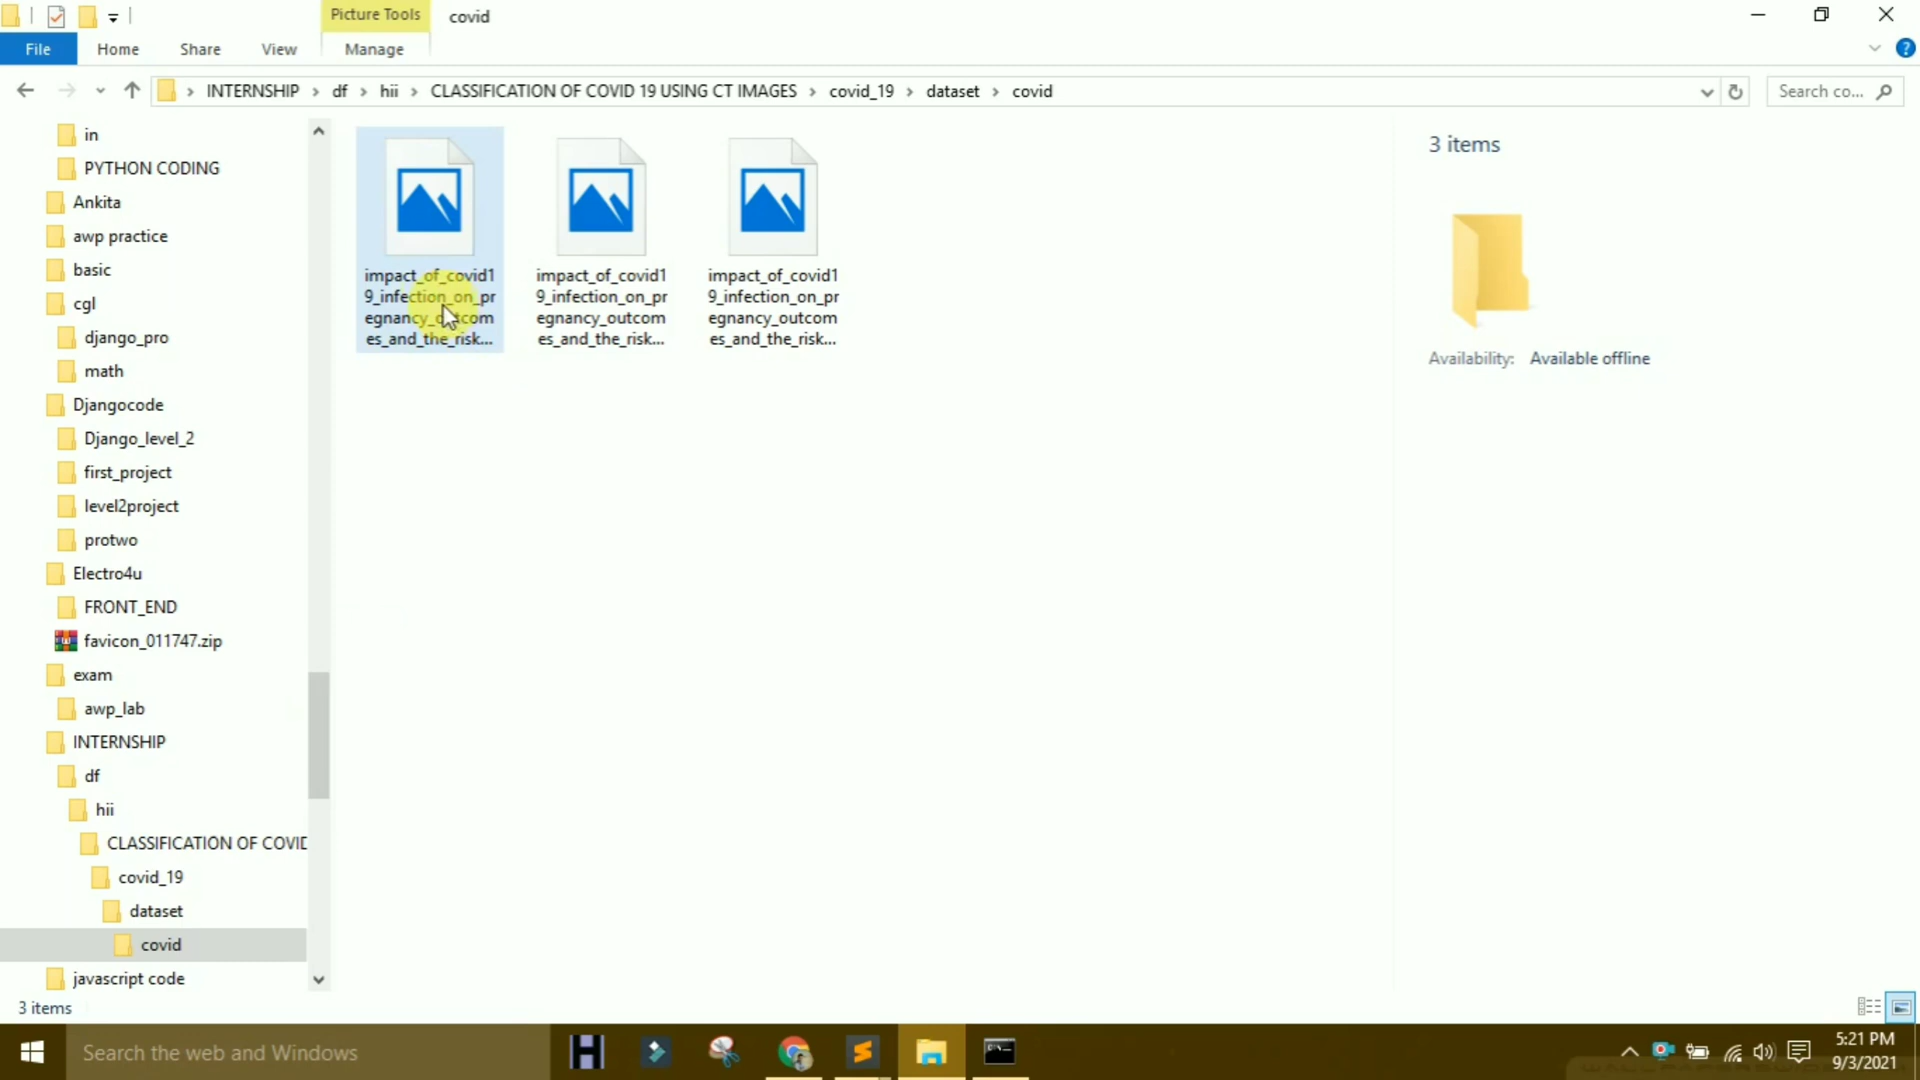 Picture Tools
covid
File
Home
Share
View
Manage
INTERNSHIP > df > hii > CLASSIFICATION OF COVID 19 USING CT IMAGES > covid_19 > dataset > covid
Search co...
in
PYTHON CODING
Ankita
awp practice
basic
cgl
django_pro
math
Djangocode
Django_level_2
first_project
level2project
protwo
Electro4u
FRONT_END
favicon_011747.zip
exam
awp_lab
INTERNSHIP
df
hii
CLASSIFICATION OF COVID
covid_19
dataset
covid
javascript code
impact_of_covid1
9_infection_on_pr
egnancy_outcom
es_and_the_risk...
impact_of_covid1
9_infection_on_pr
egnancy_outcom
es_and_the_risk...
impact_of_covid1
9_infection_on_pr
egnancy_outcom
es_and_the_risk...
3 items
Availability: Available offline
3 items
Search the web and Windows
5:21 PM
9/3/2021